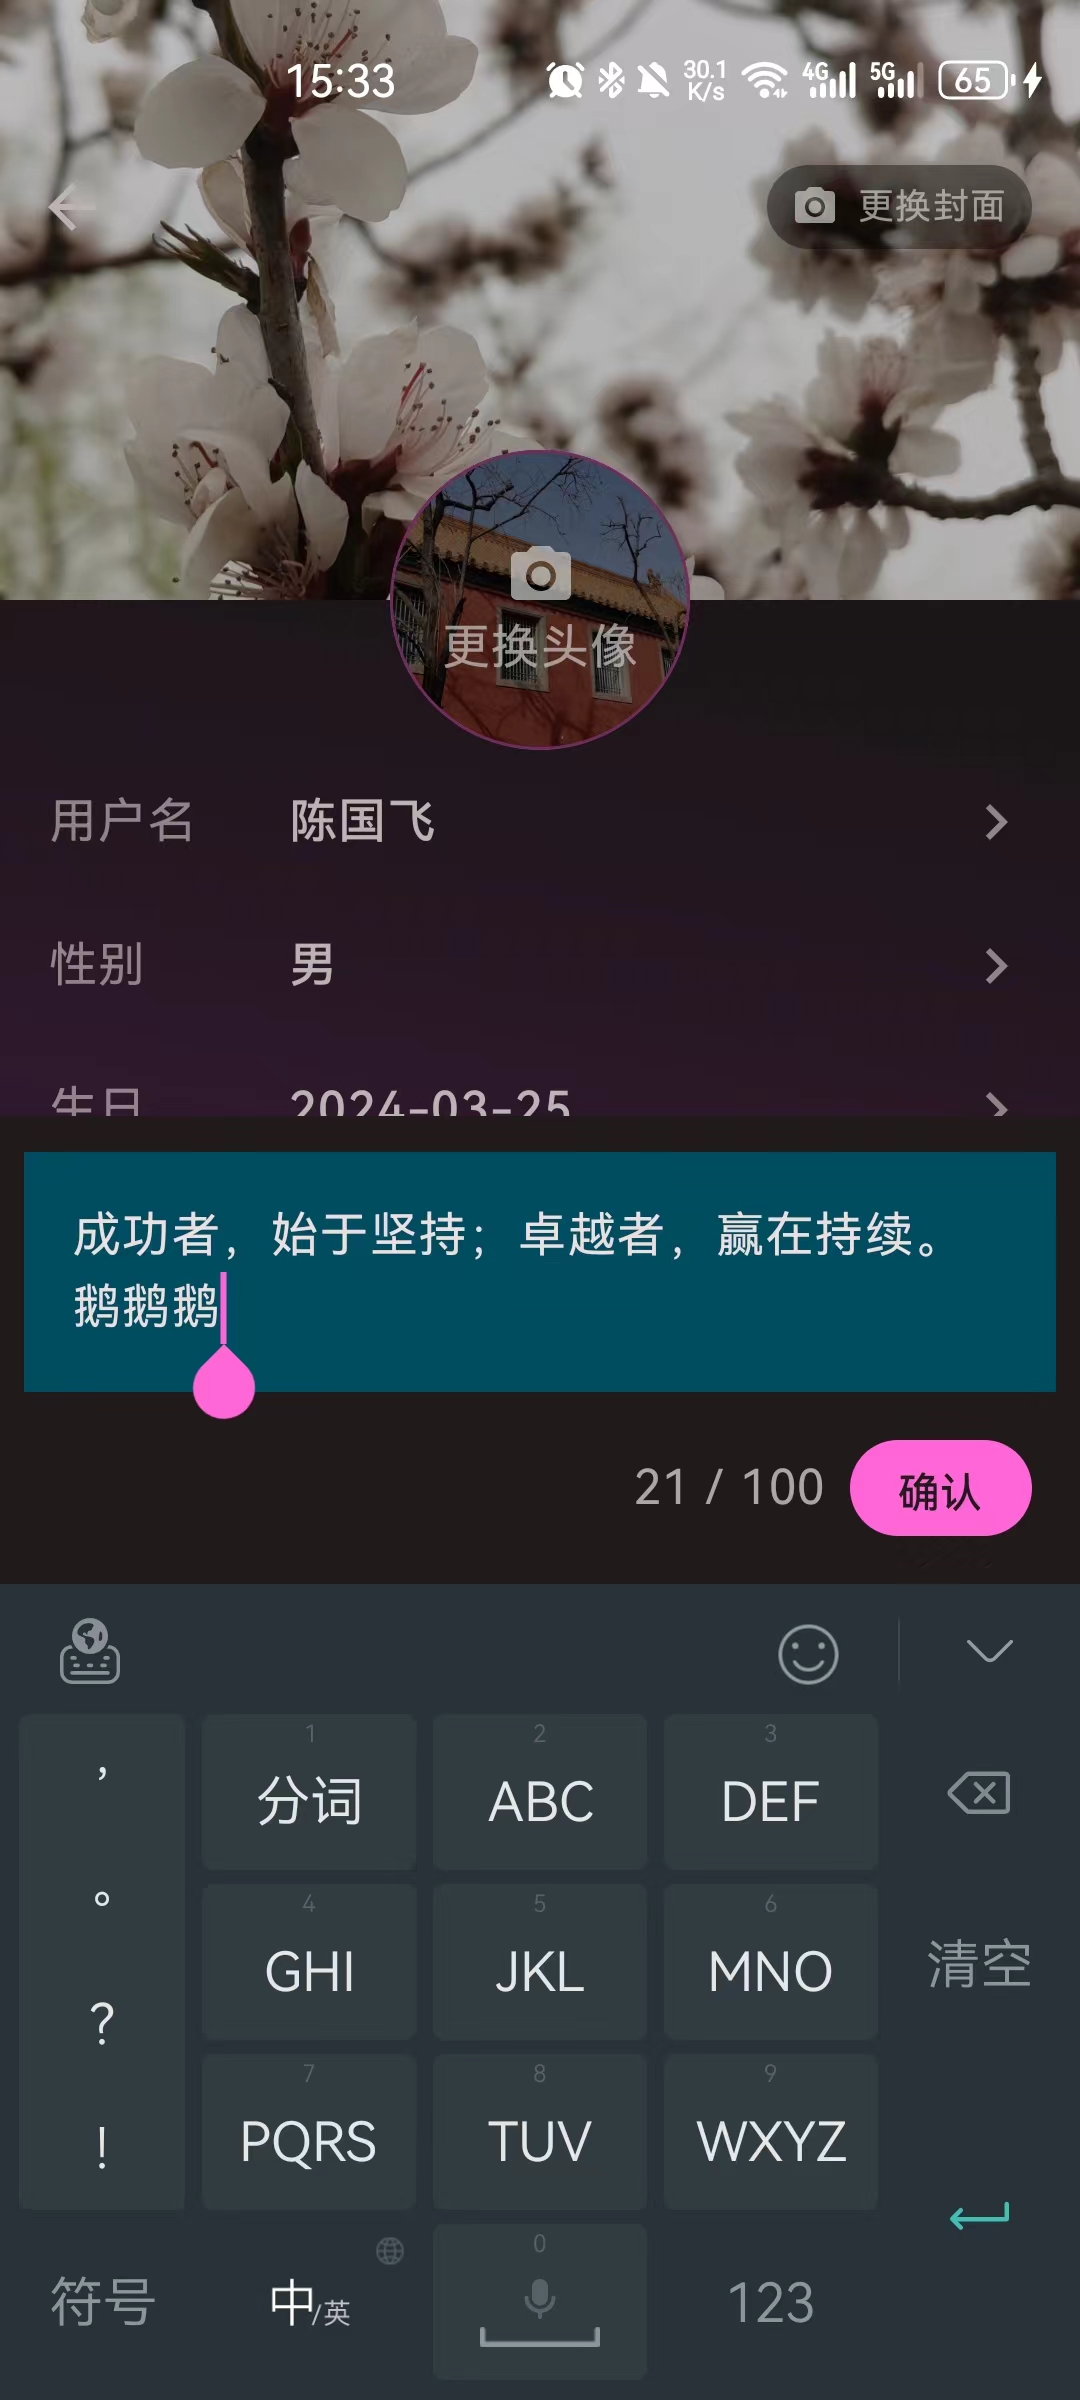 15:33 30.1 K/s 4G 5G 65
更换封面
更换头像
用户名 陈国飞
性别 男
生日 2024-03-25
成功者，始于坚持；卓越者，赢在持续。
鹅鹅鹅
21 / 100 确认
， 1 2 3
分词 ABC DEF
。 4 5 6
GHI JKL MNO 清空
？ 7 8 9
PQRS TUV WXYZ
！
0
符号 中/英 123